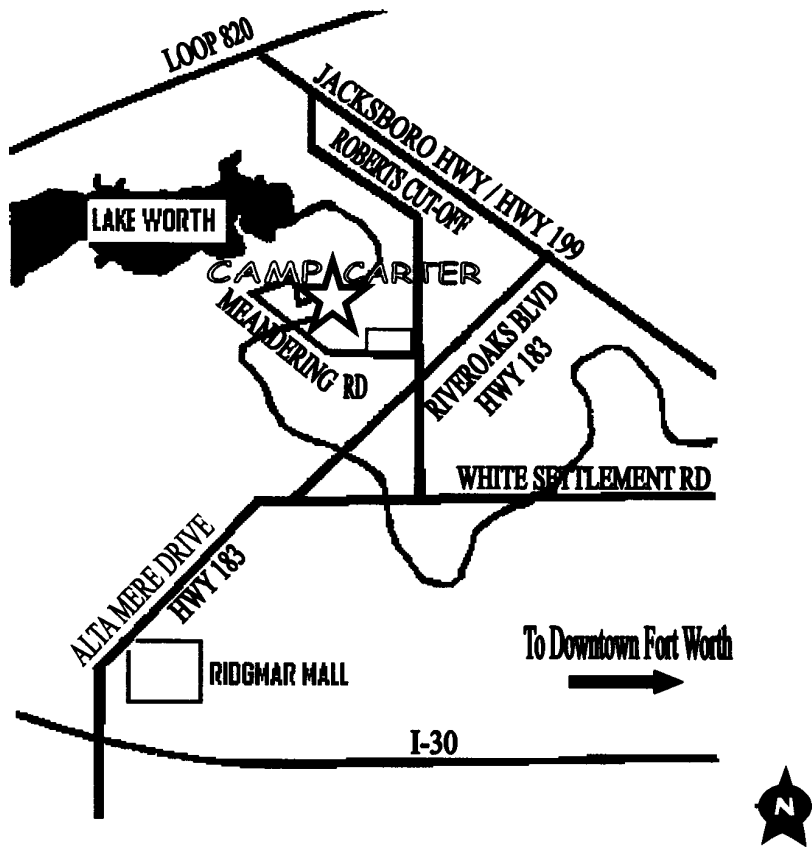 LOOP 820
JACKSBORO HWY / HWY 199
ROBERTS CUT-OFF
LAKE WORTH
CAMP CARTER
MEANDERING RD
RIVEROAKS BLVD
HWY 183
WHITE SETTLEMENT RD
ALTA MERE DRIVE
HWY 183
To Downtown Fort Worth
RIDGMAR MALL
I-30
N